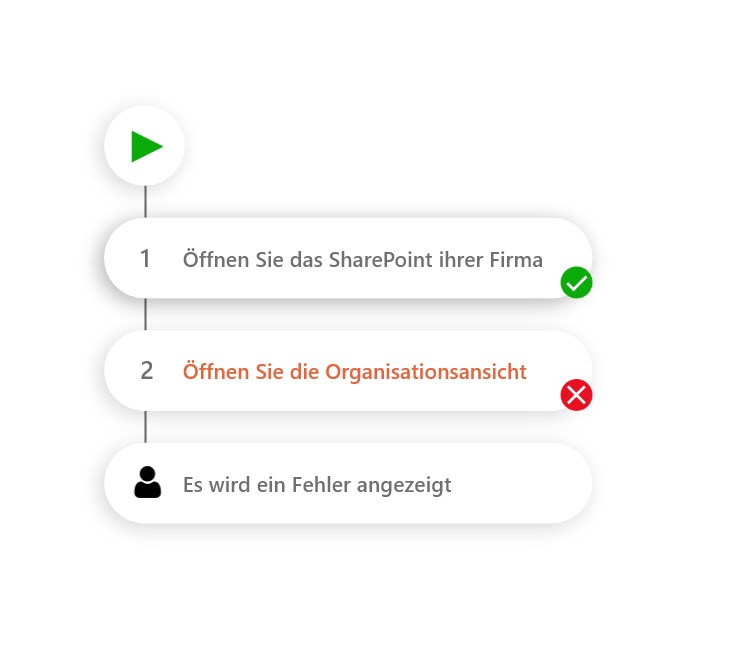 1 Öffnen Sie das SharePoint ihrer Firma
2 Öffnen Sie die Organisationsansicht
Es wird ein Fehler angezeigt